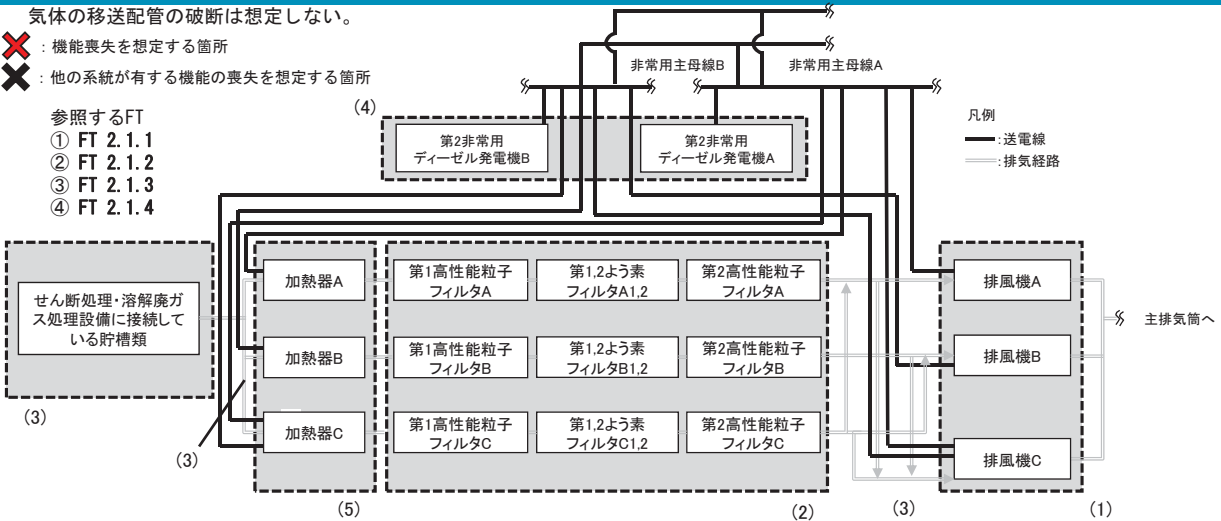 気体の移送配管の破断は想定しない。
：機能喪失を想定する箇所
：他の系統が有する機能の喪失を想定する箇所
参照するFT
① FT 2.1.1
② FT 2.1.2
③ FT 2.1.3
④ FT 2.1.4
非常用主母線B
非常用主母線A
凡例
:送電線
:排気経路
(4)
第2非常用
ディーゼル発電機B
第2非常用
ディーゼル発電機A
せん断処理・溶解廃ガ
ス処理設備に接続して
いる貯槽類
(3)
(3)
加熱器A
加熱器B
加熱器C
(5)
第1高性能粒子
フィルタA
第1,2よう素
フィルタA1,2
第2高性能粒子
フィルタA
第1高性能粒子
フィルタB
第1,2よう素
フィルタB1,2
第2高性能粒子
フィルタB
第1高性能粒子
フィルタC
第1,2よう素
フィルタC1,2
第2高性能粒子
フィルタC
(2)
(3)
排風機A
排風機B
排風機C
(1)
主排気筒へ